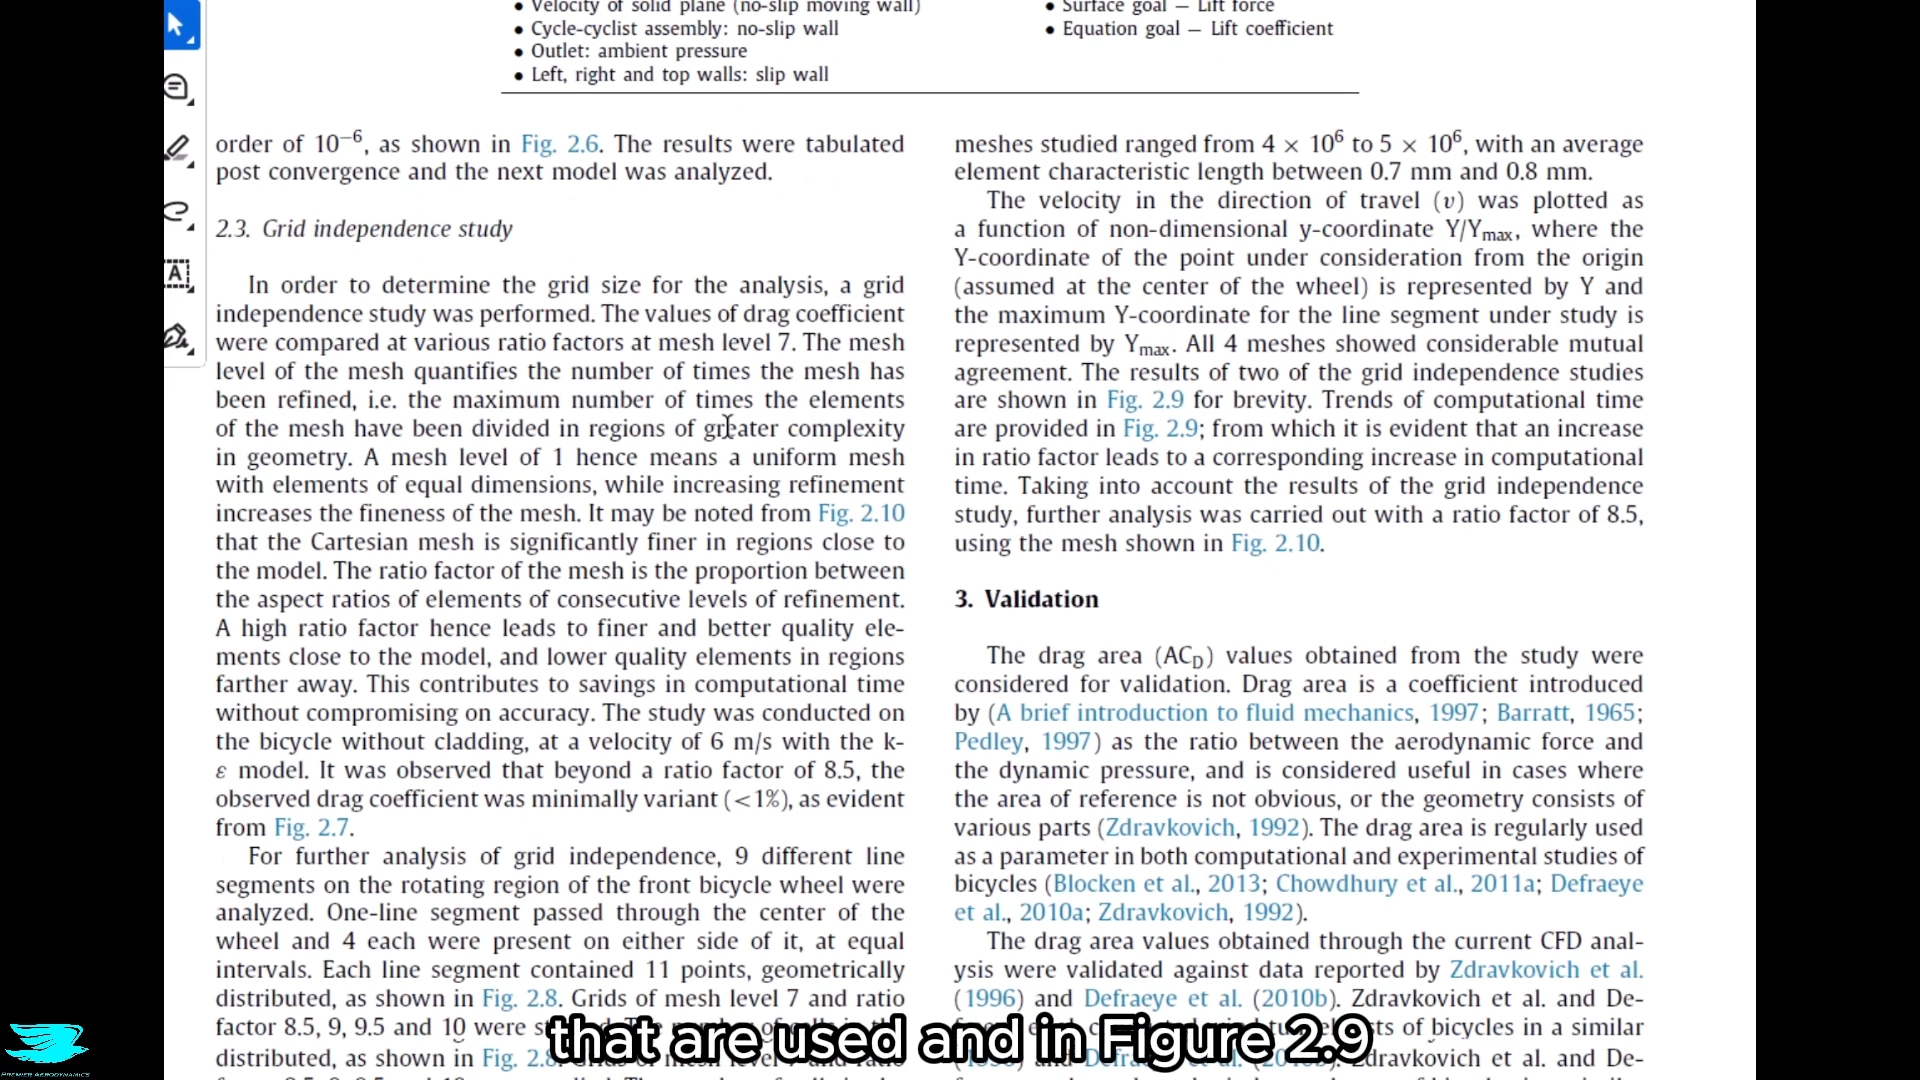 • Velocity of solid plane (no-slip moving wall)
• Cycle-cyclist assembly: no-slip wall
• Outlet: ambient pressure
• Left, right and top walls: slip wall
• Surface goal — Lift force
• Equation goal — Lift coefficient
order of 10⁻⁶, as shown in Fig. 2.6. The results were tabulated
post convergence and the next model was analyzed.
2.3. Grid independence study
In order to determine the grid size for the analysis, a grid
independence study was performed. The values of drag coefficient
were compared at various ratio factors at mesh level 7. The mesh
level of the mesh quantifies the number of times the mesh has
been refined, i.e. the maximum number of times the elements
of the mesh have been divided in regions of greater complexity
in geometry. A mesh level of 1 hence means a uniform mesh
with elements of equal dimensions, while increasing refinement
increases the fineness of the mesh. It may be noted from Fig. 2.10
that the Cartesian mesh is significantly finer in regions close to
the model. The ratio factor of the mesh is the proportion between
the aspect ratios of elements of consecutive levels of refinement.
A high ratio factor hence leads to finer and better quality ele-
ments close to the model, and lower quality elements in regions
farther away. This contributes to savings in computational time
without compromising on accuracy. The study was conducted on
the bicycle without cladding, at a velocity of 6 m/s with the k-
ε model. It was observed that beyond a ratio factor of 8.5, the
observed drag coefficient was minimally variant (<1%), as evident
from Fig. 2.7.
For further analysis of grid independence, 9 different line
segments on the rotating region of the front bicycle wheel were
analyzed. One-line segment passed through the center of the
wheel and 4 each were present on either side of it, at equal
intervals. Each line segment contained 11 points, geometrically
distributed, as shown in Fig. 2.8. Grids of mesh level 7 and ratio
factor 8.5, 9, 9.5 and 10 were
distributed, as shown in Fig. 2.8
meshes studied ranged from 4 × 10⁶ to 5 × 10⁶, with an average
element characteristic length between 0.7 mm and 0.8 mm.
The velocity in the direction of travel (v) was plotted as
a function of non-dimensional y-coordinate Y/Ymax, where the
Y-coordinate of the point under consideration from the origin
(assumed at the center of the wheel) is represented by Y and
the maximum Y-coordinate for the line segment under study is
represented by Ymax. All 4 meshes showed considerable mutual
agreement. The results of two of the grid independence studies
are shown in Fig. 2.9 for brevity. Trends of computational time
are provided in Fig. 2.9; from which it is evident that an increase
in ratio factor leads to a corresponding increase in computational
time. Taking into account the results of the grid independence
study, further analysis was carried out with a ratio factor of 8.5,
using the mesh shown in Fig. 2.10.
3. Validation
The drag area (ACD) values obtained from the study were
considered for validation. Drag area is a coefficient introduced
by (A brief introduction to fluid mechanics, 1997; Barratt, 1965;
Pedley, 1997) as the ratio between the aerodynamic force and
the dynamic pressure, and is considered useful in cases where
the area of reference is not obvious, or the geometry consists of
various parts (Zdravkovich, 1992). The drag area is regularly used
as a parameter in both computational and experimental studies of
bicycles (Blocken et al., 2013; Chowdhury et al., 2011a; Defraeye
et al., 2010a; Zdravkovich, 1992).
The drag area values obtained through the current CFD anal-
ysis were validated against data reported by Zdravkovich et al.
(1996) and Defraeye et al. (2010b). Zdravkovich et al. and De-
of bicycles in a similar
Zdravkovich et al. and De-
that are used and in Figure 2.9
PREMIER AERODYNAMICS